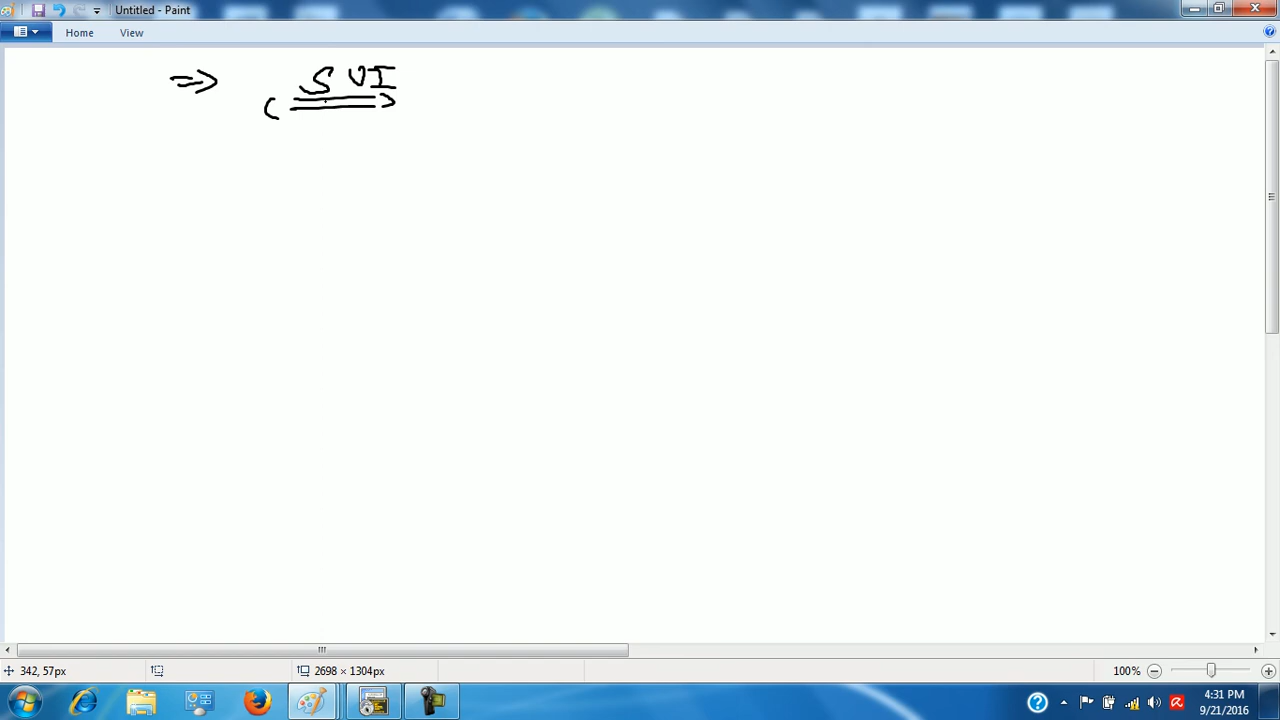 Untitled - Paint
Home View
=> S VI
( )
342, 57px
2698 × 1304px
100%
4:31 PM
9/21/2016